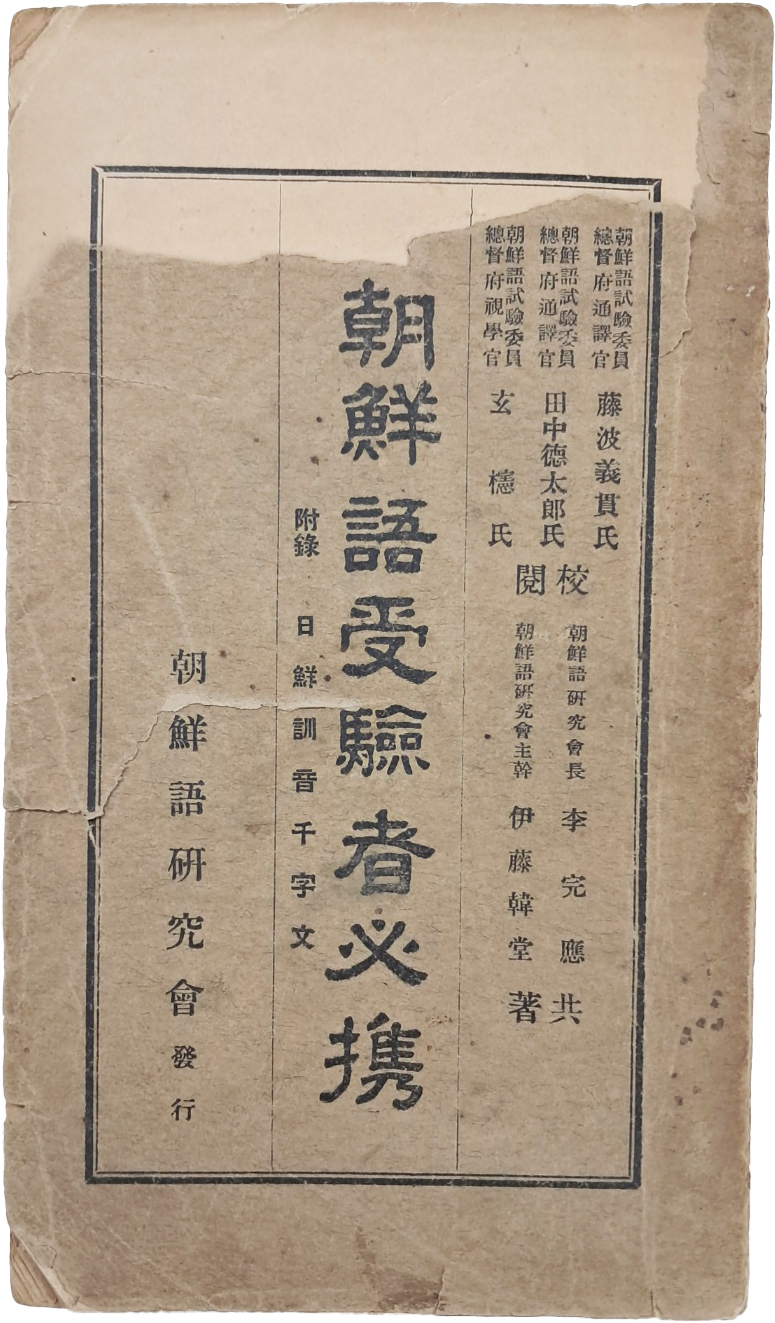 朝鮮語試驗委員
總督府通譯官
藤波義貫氏
朝鮮語試驗委員
總督府通譯官
田中德太郎氏
朝鮮語試驗委員
總督府視學官
玄櫶氏
校閱
朝鮮語研究會長
李完應
朝鮮語研究會主幹
伊藤韓堂
共著
朝鮮語受驗者必携
附錄 日鮮訓音千字文
朝鮮語研究會發行